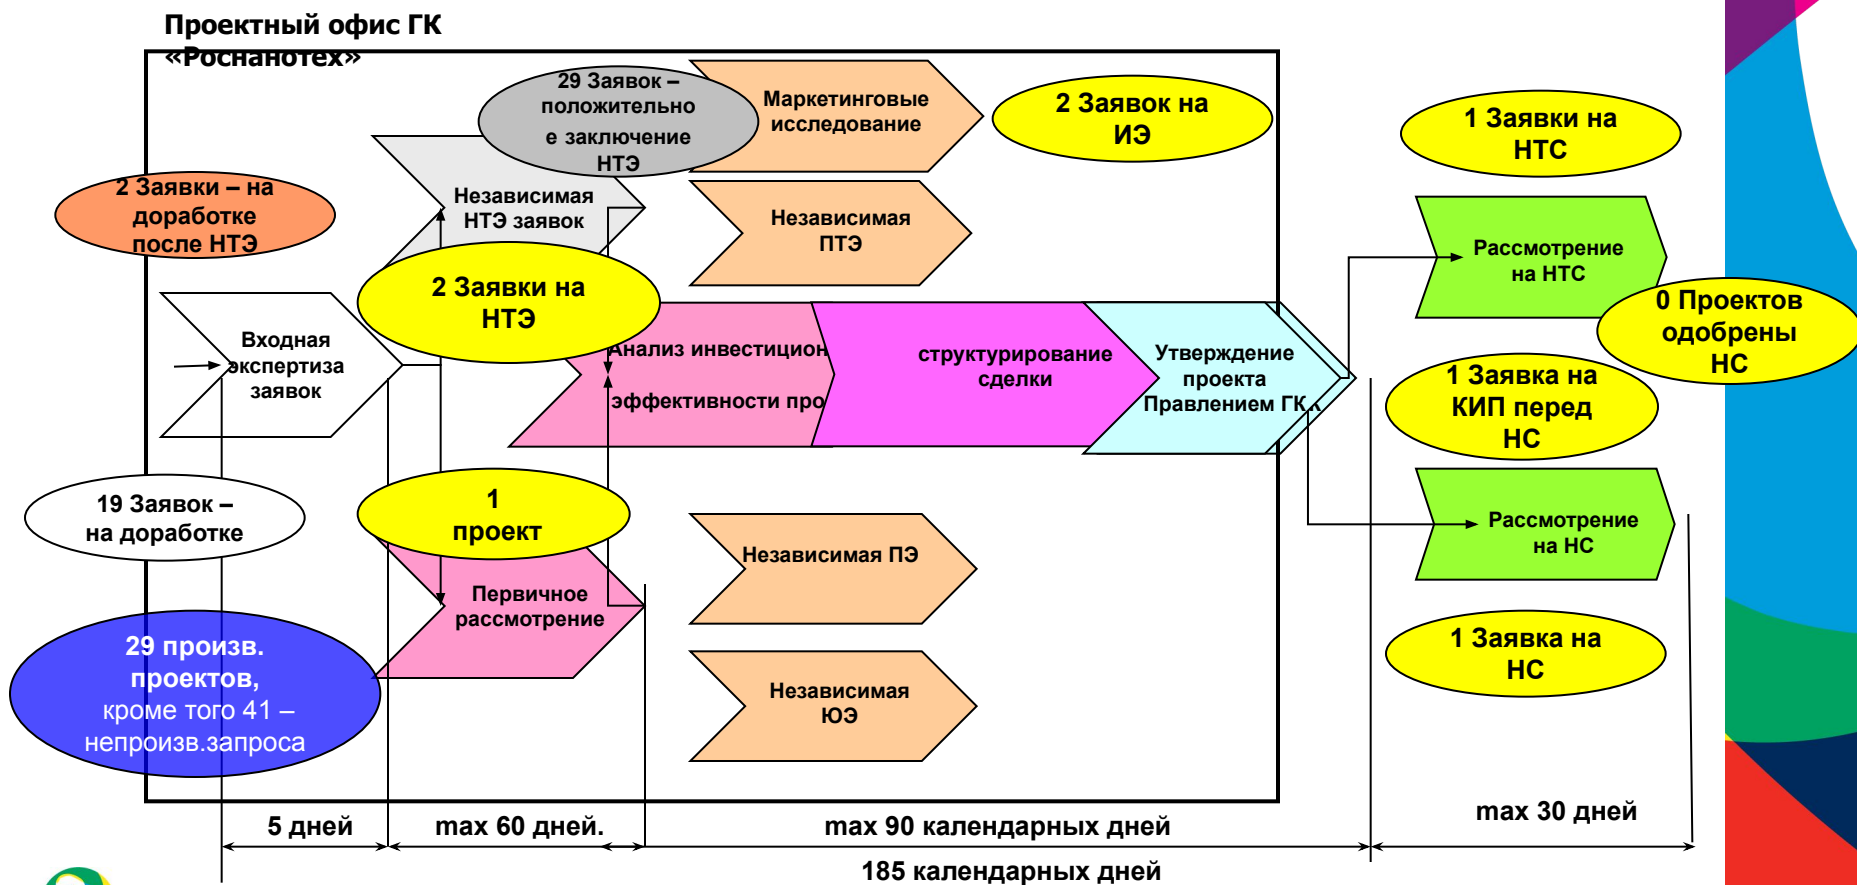 Проектный офис ГК
«Роснанотех»
29 Заявок –
положительно
е заключение
НТЭ
Маркетинговые
исследование
2 Заявок на
ИЭ
1 Заявки на
НТС
2 Заявки – на
доработке
после НТЭ
Независимая
НТЭ заявок
Независимая
ПТЭ
Рассмотрение
на НТС
2 Заявки на
НТЭ
0 Проектов
одобрены
НС
Входная
экспертиза
заявок
Анализ инвестицион
эффективности про
структурирование
сделки
Утверждение
проекта
Правлением ГК
1 Заявка на
КИП перед
НС
19 Заявок –
на доработке
1
проект
Независимая ПЭ
Рассмотрение
на НС
Первичное
рассмотрение
29 произв.
проектов,
кроме того 41 –
непроизв.запроса
Независимая
ЮЭ
1 Заявка на
НС
5 дней
max 60 дней.
max 90 календарных дней
max 30 дней
185 календарных дней